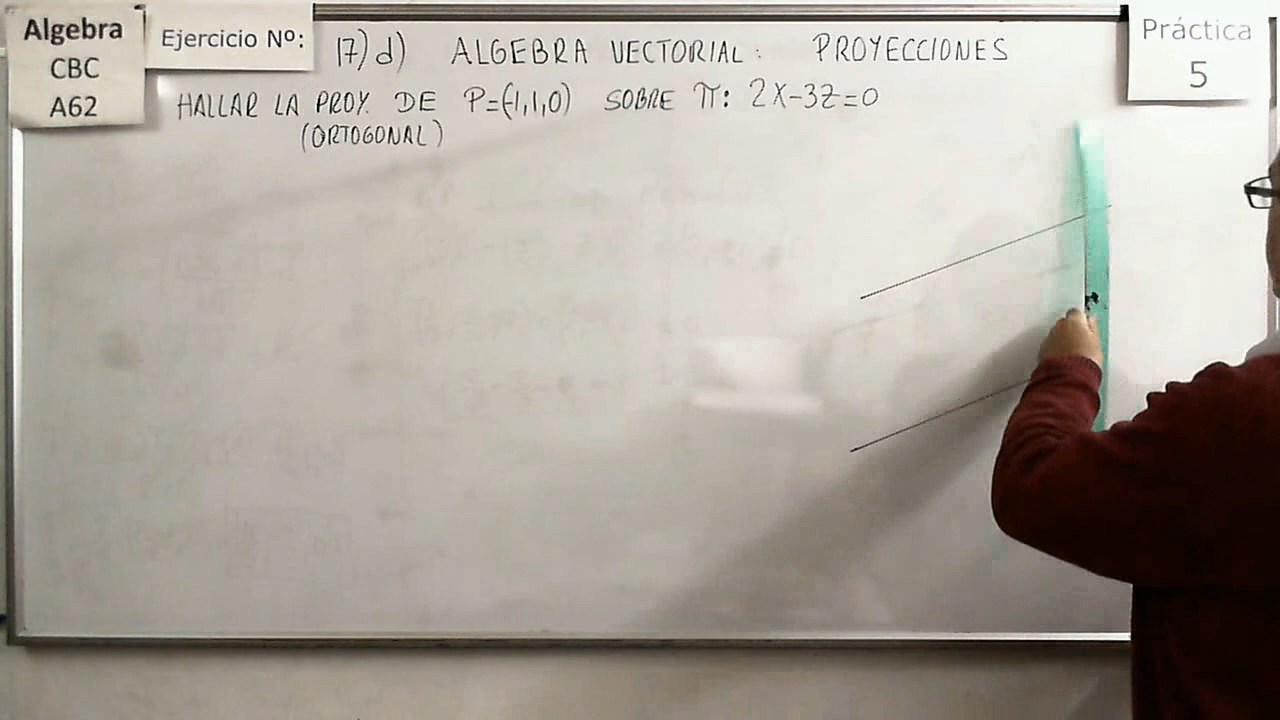 Algebra
CBC
A62
Ejercicio Nº:
17) d) ALGEBRA VECTORIAL: PROYECCIONES
Práctica
5
HALLAR LA PROY. DE P=(-1,1,0) SOBRE π: 2X-3Z=0
(ORTOGONAL)